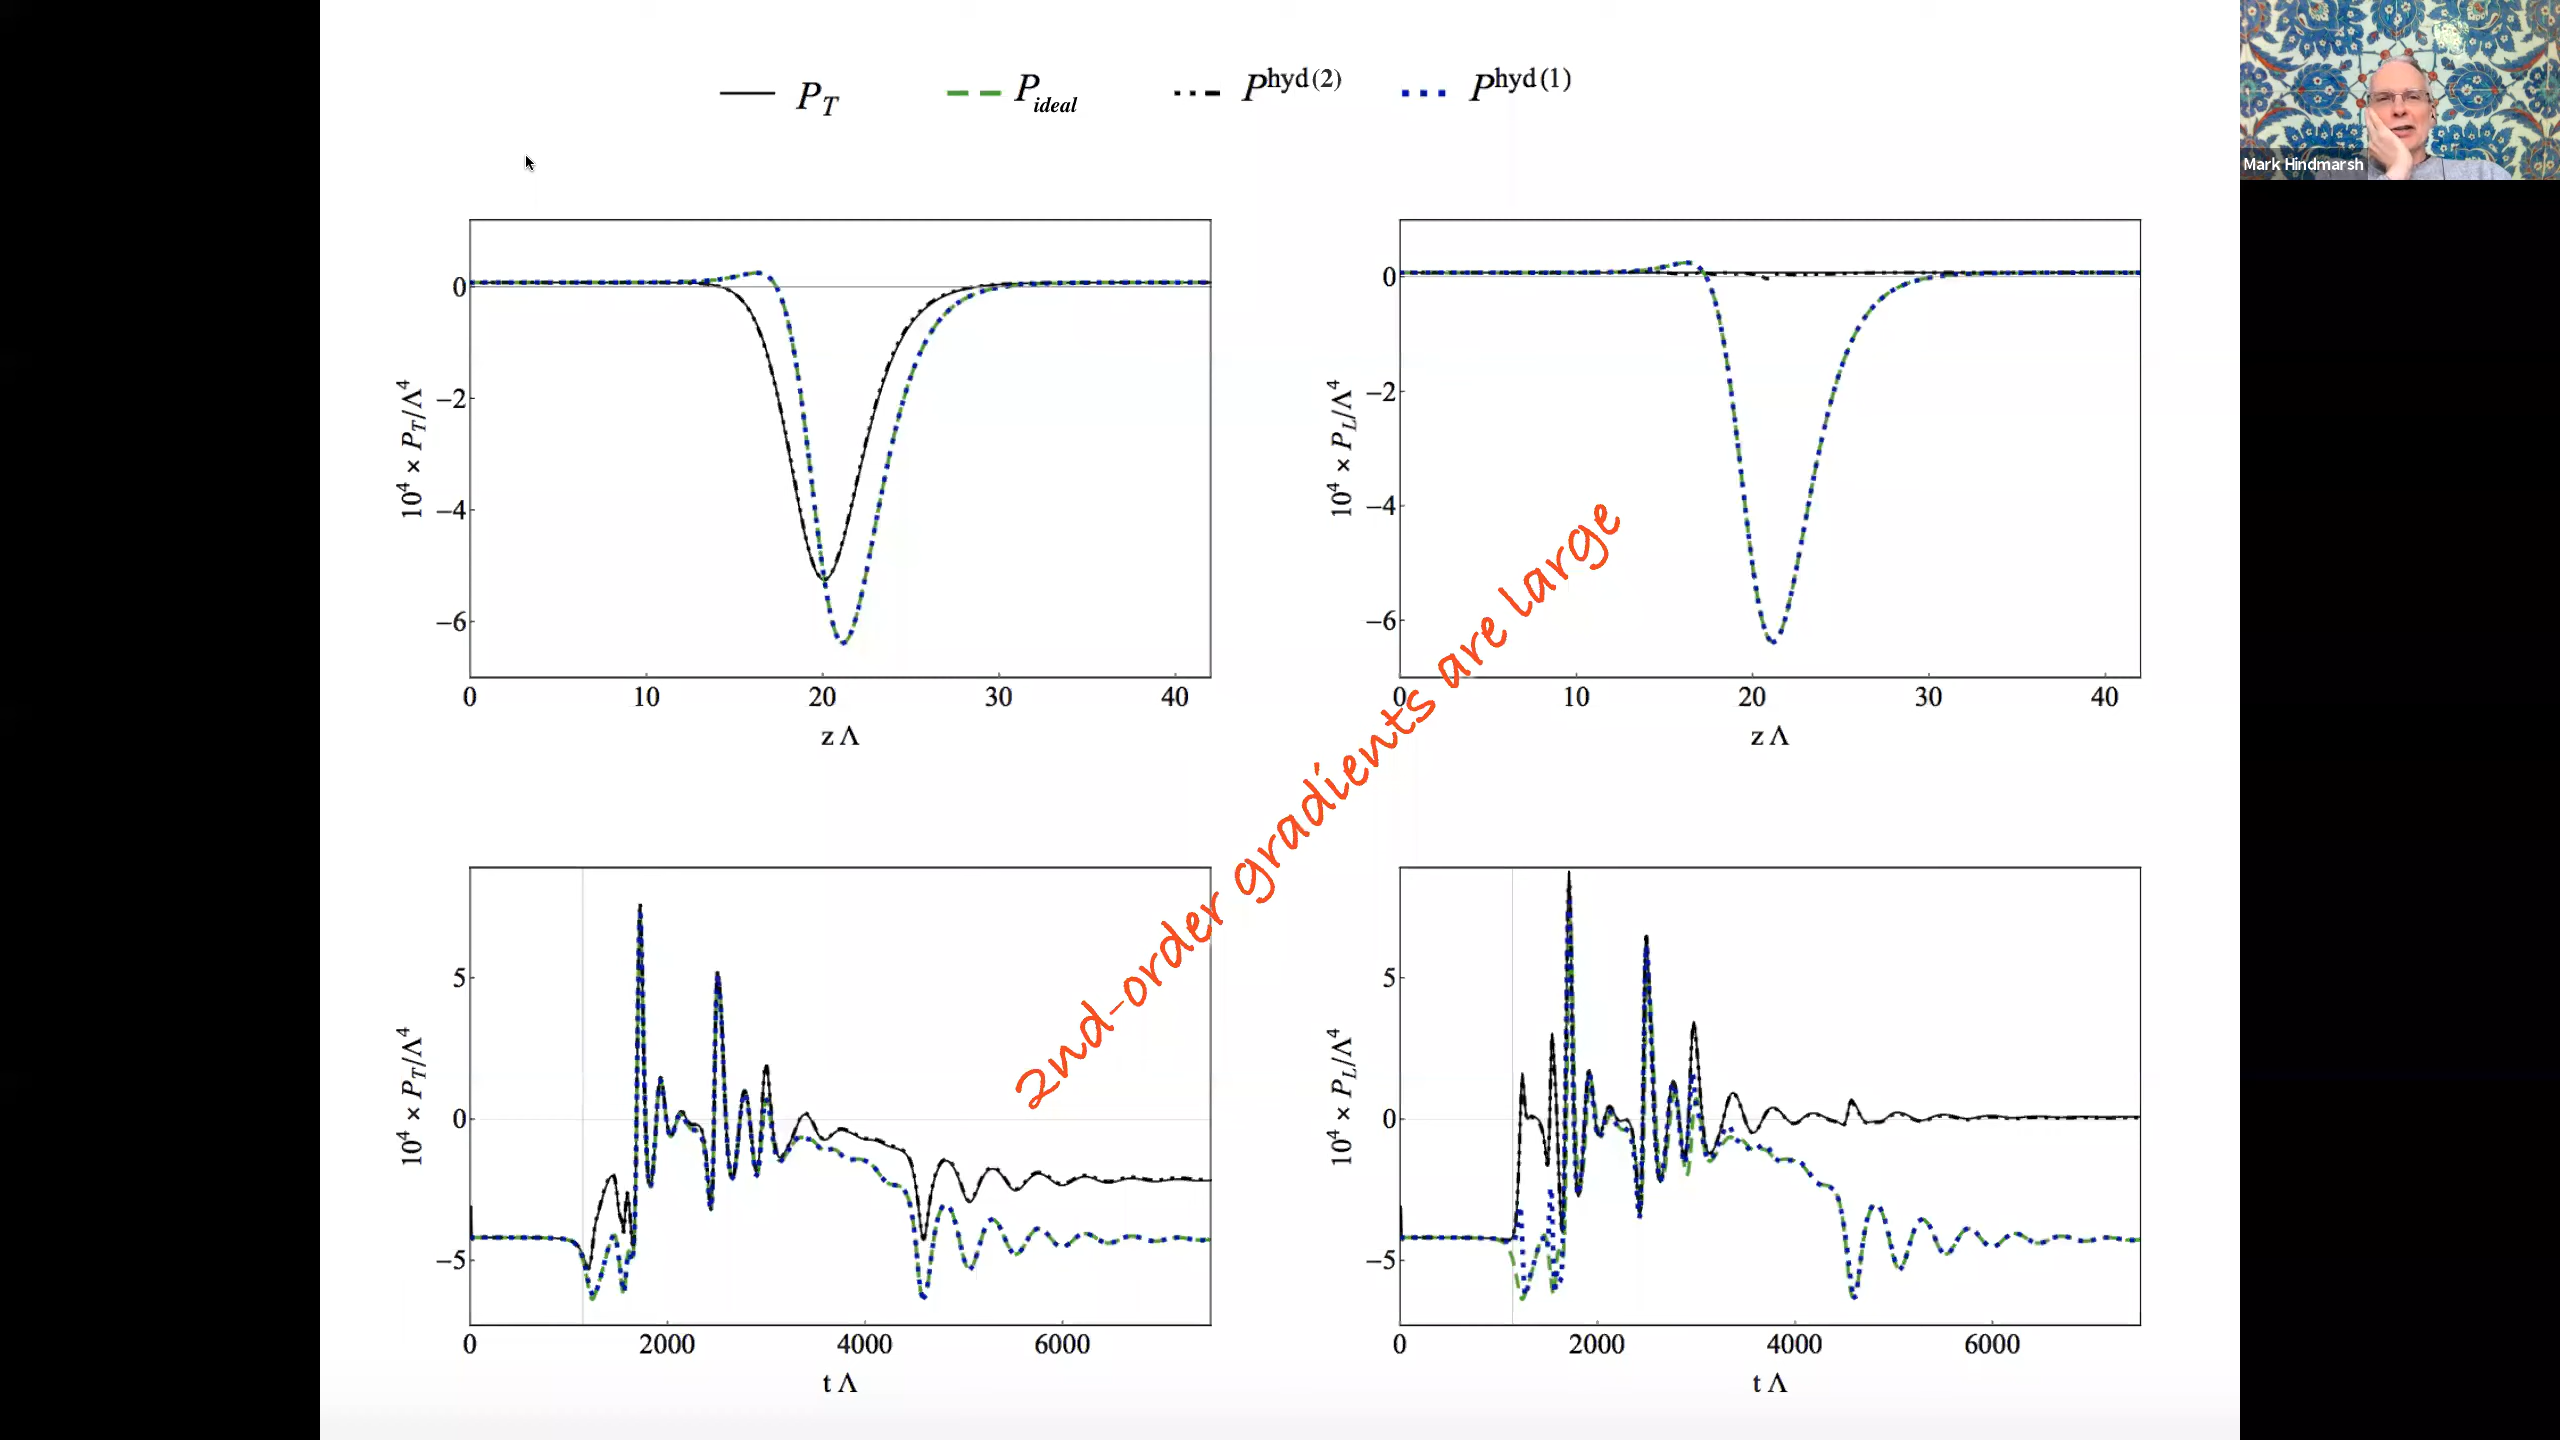 P_T P_ideal P^hyd(2) P^hyd(1)
Mark Hindmarsh
10^4 × P_T/Λ^4
0
−2
−4
−6
0 10 20 30 40
z Λ
10^4 × P_L/Λ^4
0
−2
−4
−6
0 10 20 30 40
z Λ
2nd-order gradients are large
10^4 × P_T/Λ^4
5
0
−5
0 2000 4000 6000
t Λ
10^4 × P_L/Λ^4
5
0
−5
0 2000 4000 6000
t Λ